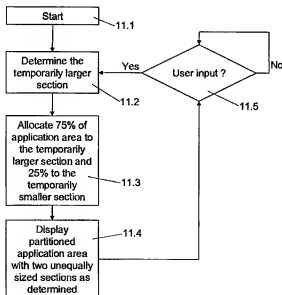 Start
11.1
Determine the
temporarily larger
section
11.2
Yes
User input ?
No
11.5
Allocate 75% of
application area to
the temporarily
larger section and
25% to the
temporarily
smaller section
11.3
Display
partitioned
application area
with two unequally
sized sections as
determined
11.4